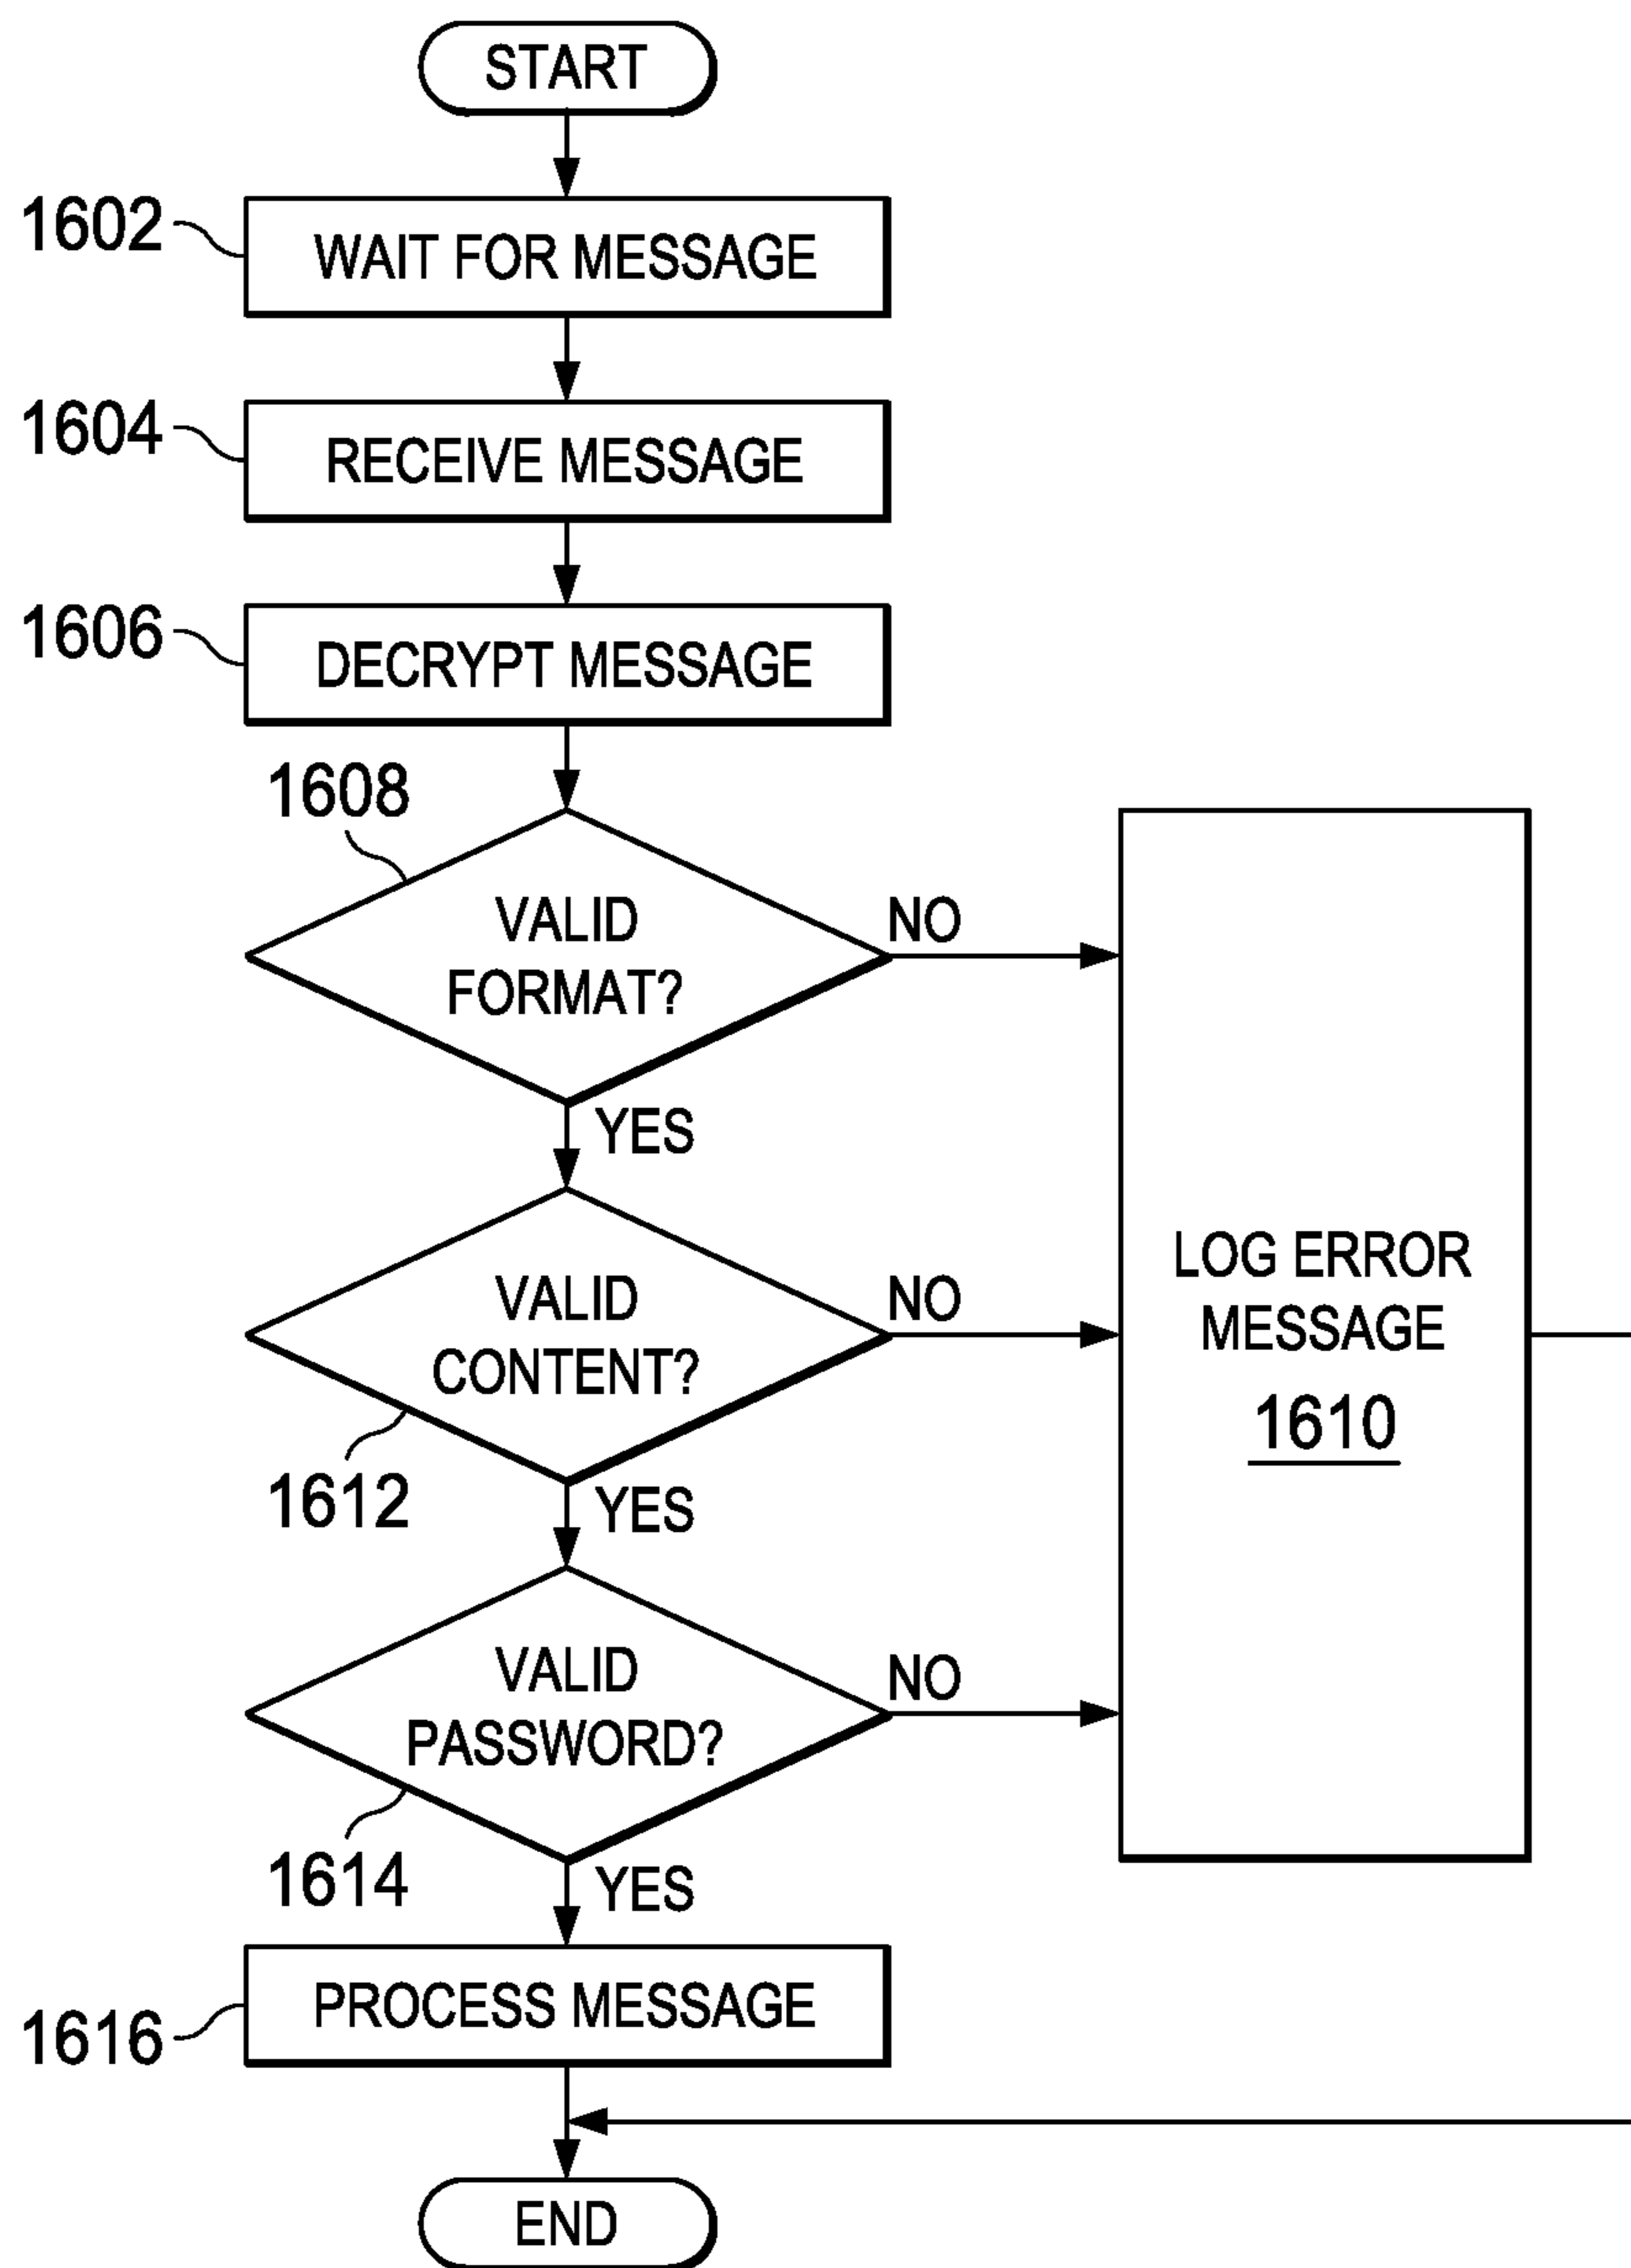 START
1602
WAIT FOR MESSAGE
1604
RECEIVE MESSAGE
1606
DECRYPT MESSAGE
1608
VALID
FORMAT?
NO
YES
VALID
CONTENT?
NO
1612
YES
LOG ERROR
MESSAGE
1610
VALID
PASSWORD?
NO
1614
YES
PROCESS MESSAGE
1616
END